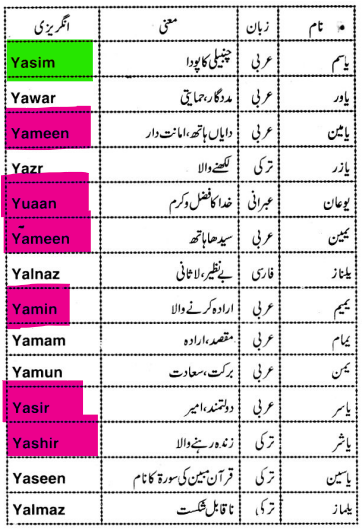 نام زبان معنی انگریزی
یاسم عربی چنبیلی کا پودا Yasim
یاور عربی مددگار، حمایتی Yawar
یامین عربی دایاں ہاتھ، امانت دار Yameen
یازر ترکی لکھنے والا Yazr
یوعان عبرانی خدا کا فضل و کرم Yuaan
یمین عربی سیدھا ہاتھ Yameen
یلناز فارسی بے نظیر، لاثانی Yalnaz
یمیم عربی ارادہ کرنے والا Yamin
یمام عربی مقصد، ارادہ Yamam
یمن عربی برکت، سعادت Yamun
یاسر عربی دولتمند، امیر Yasir
یاشر ترکی زندہ رہنے والا Yashir
یاسین ترکی قرآن مبین کی سورۃ کا نام Yaseen
یلماز ترکی ناقابل شکست Yalmaz